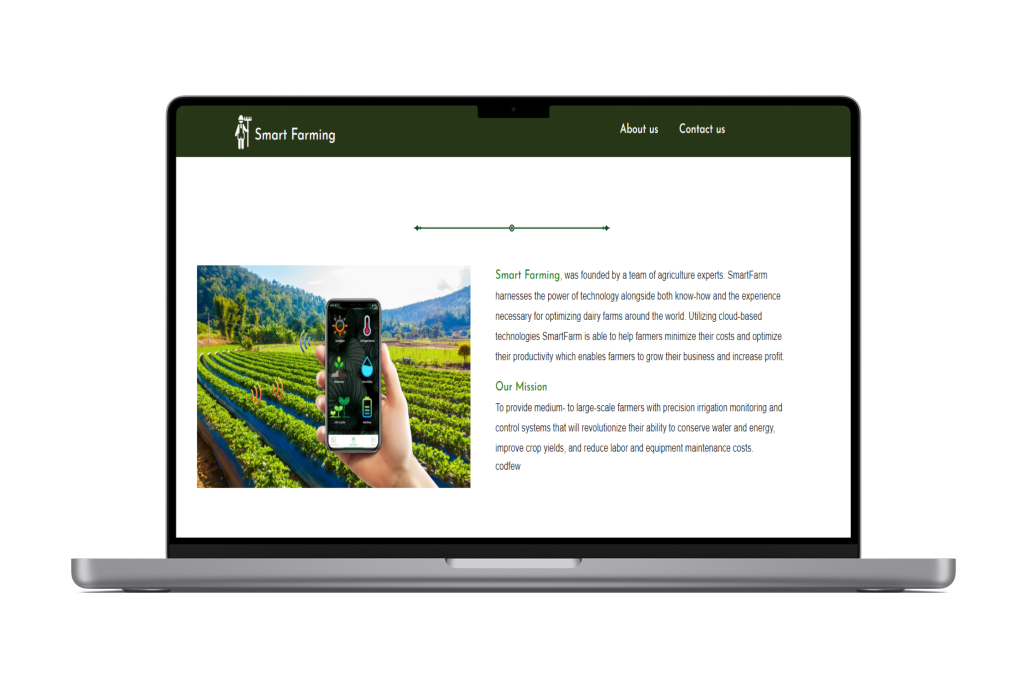 Smart Farming
About us
Contact us
Smart Farming, was founded by a team of agriculture experts. SmartFarm
harnesses the power of technology alongside both know-how and the experience
necessary for optimizing dairy farms around the world. Utilizing cloud-based
technologies SmartFarm is able to help farmers minimize their costs and optimize
their productivity which enables farmers to grow their business and increase profit.
Our Mission
To provide medium- to large-scale farmers with precision irrigation monitoring and
control systems that will revolutionize their ability to conserve water and energy,
improve crop yields, and reduce labor and equipment maintenance costs.
codfew